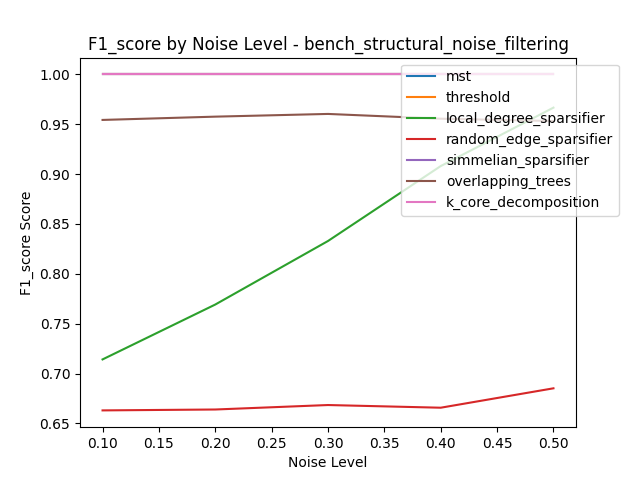 F1_score by Noise Level - bench_structural_noise_filtering
1.00
0.95
0.90
0.85
0.80
0.75
0.70
0.65
F1_score Score
mst
threshold
local_degree_sparsifier
random_edge_sparsifier
simmelian_sparsifier
overlapping_trees
k_core_decomposition
0.10 0.15 0.20 0.25 0.30 0.35 0.40 0.45 0.50
Noise Level